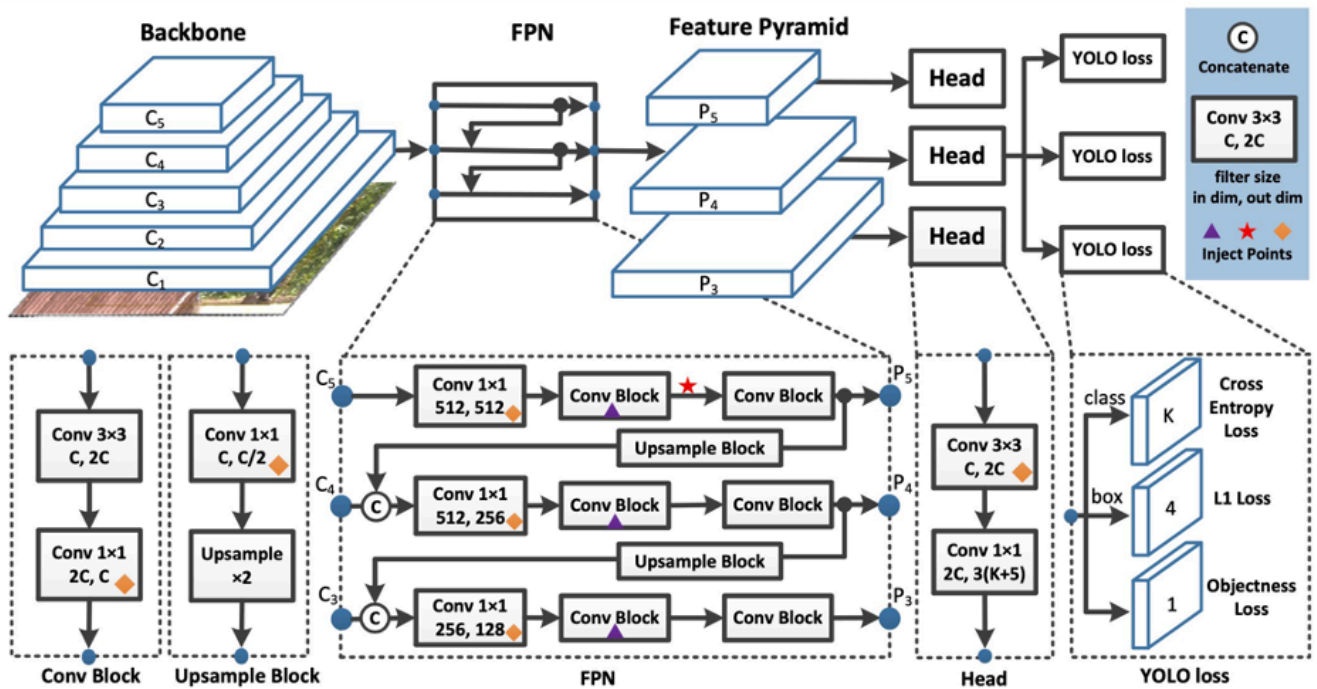 Backbone
FPN
Feature Pyramid
C5
C4
C3
C2
C1
P5
P4
P3
Head
Head
Head
YOLO loss
YOLO loss
YOLO loss
C
Concatenate
Conv 3×3
C, 2C
filter size
in dim, out dim
Inject Points
Conv 3×3
C, 2C
Conv 1×1
2C, C
Conv Block
Conv 1×1
C, C/2
Upsample
×2
Upsample Block
C5
Conv 1×1
512, 512
Conv Block
Conv Block
P5
Upsample Block
C4
C
Conv 1×1
512, 256
Conv Block
Conv Block
P4
Upsample Block
C3
C
Conv 1×1
256, 128
Conv Block
Conv Block
P3
FPN
Conv 3×3
C, 2C
Conv 1×1
2C, 3(K+5)
Head
class
K
Cross
Entropy
Loss
box
4
L1 Loss
1
Objectness
Loss
YOLO loss